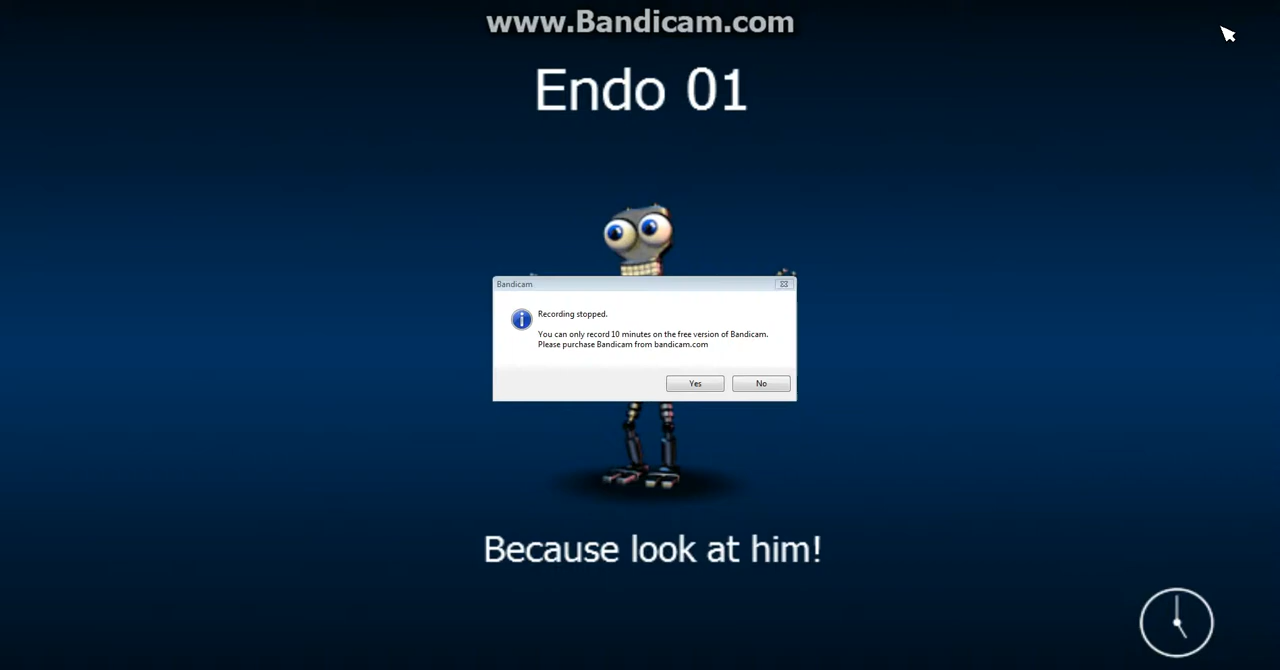 www.Bandicam.com
Endo 01
Bandicam
Recording stopped.
You can only record 10 minutes on the free version of Bandicam.
Please purchase Bandicam from bandicam.com
Yes No
Because look at him!